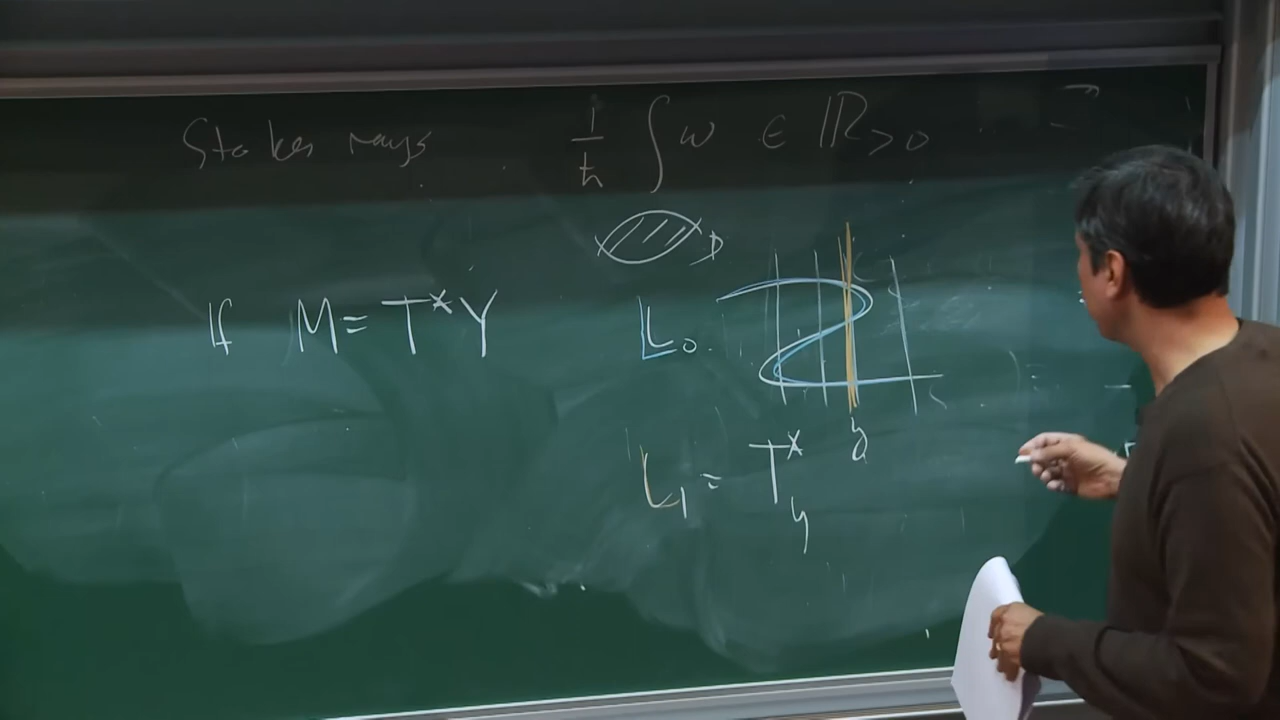 Stokes rays 1/ħ ∫ ω ∈ ℝ>0
D
If M = T*Y L₀
y
L₁ = T*y